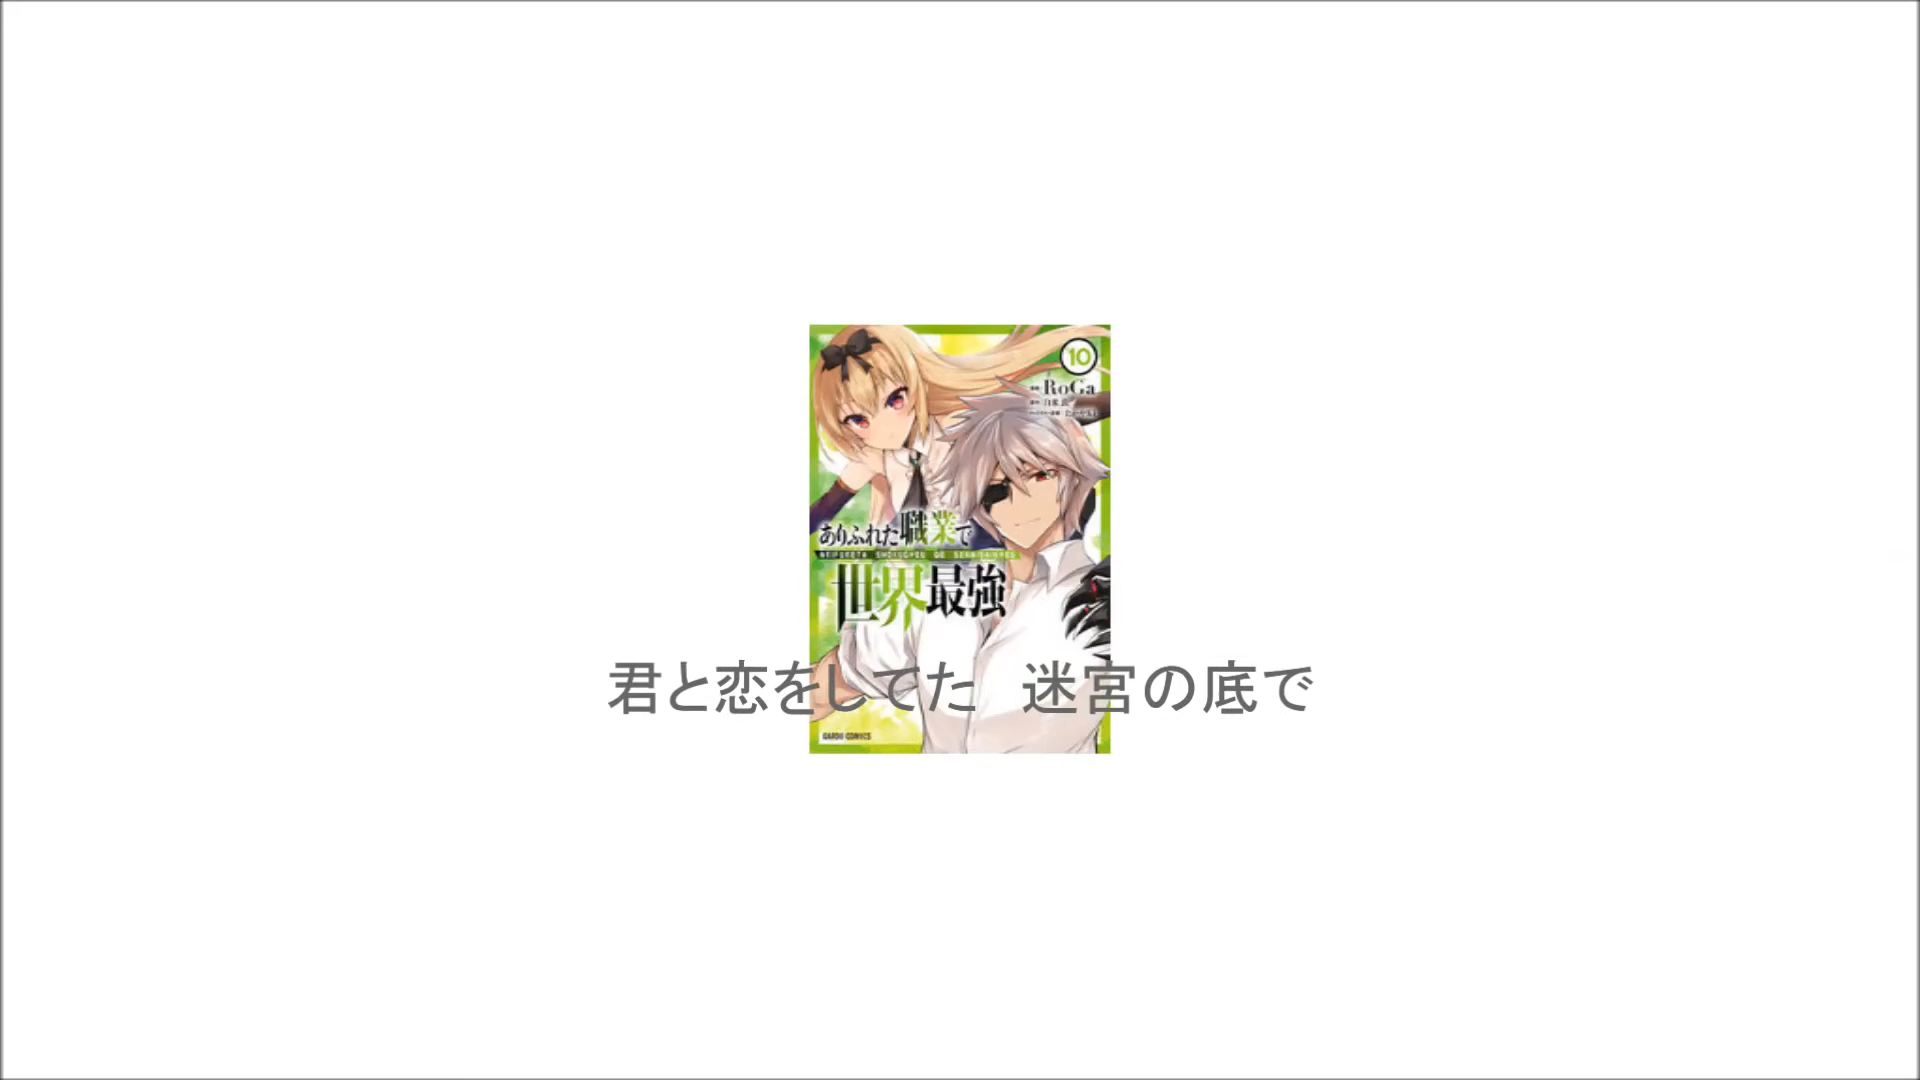 10
RoGa
ありふれた職業で
ARIFURETA SHOKUGYOU DE SEKAISAIKYOU
世界最強
君と恋をしてた　迷宮の底で
GARDO COMICS